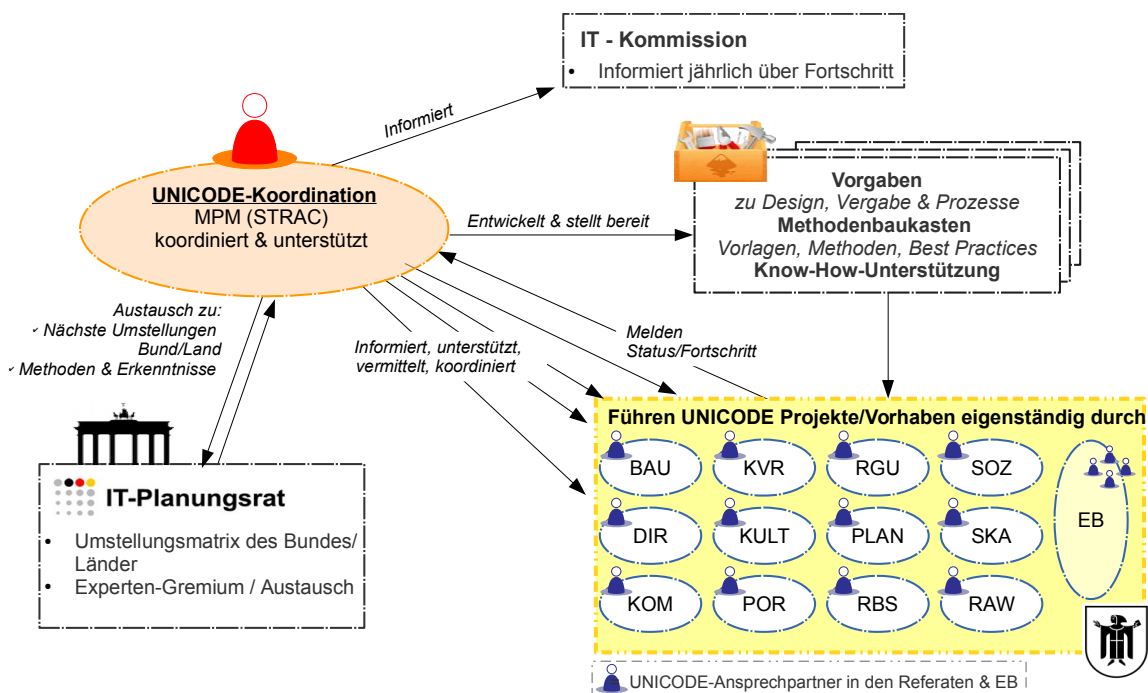 IT - Kommission
• Informiert jährlich über Fortschritt
Informiert
UNICODE-Koordination
MPM (STRAC)
koordiniert & unterstützt
Entwickelt & stellt bereit
Vorgaben
zu Design, Vergabe & Prozesse
Methodenbaukasten
Vorlagen, Methoden, Best Practices
Know-How-Unterstützung
Austausch zu:
✓ Nächste Umstellungen
Bund/Land
✓ Methoden & Erkenntnisse
Informiert, unterstützt,
vermittelt, koordiniert
Melden
Status/Fortschritt
IT-Planungsrat
• Umstellungsmatrix des Bundes/
Länder
• Experten-Gremium / Austausch
Führen UNICODE Projekte/Vorhaben eigenständig durch
BAU KVR RGU SOZ
DIR KULT PLAN SKA
EB
KOM POR RBS RAW
UNICODE-Ansprechpartner in den Referaten & EB